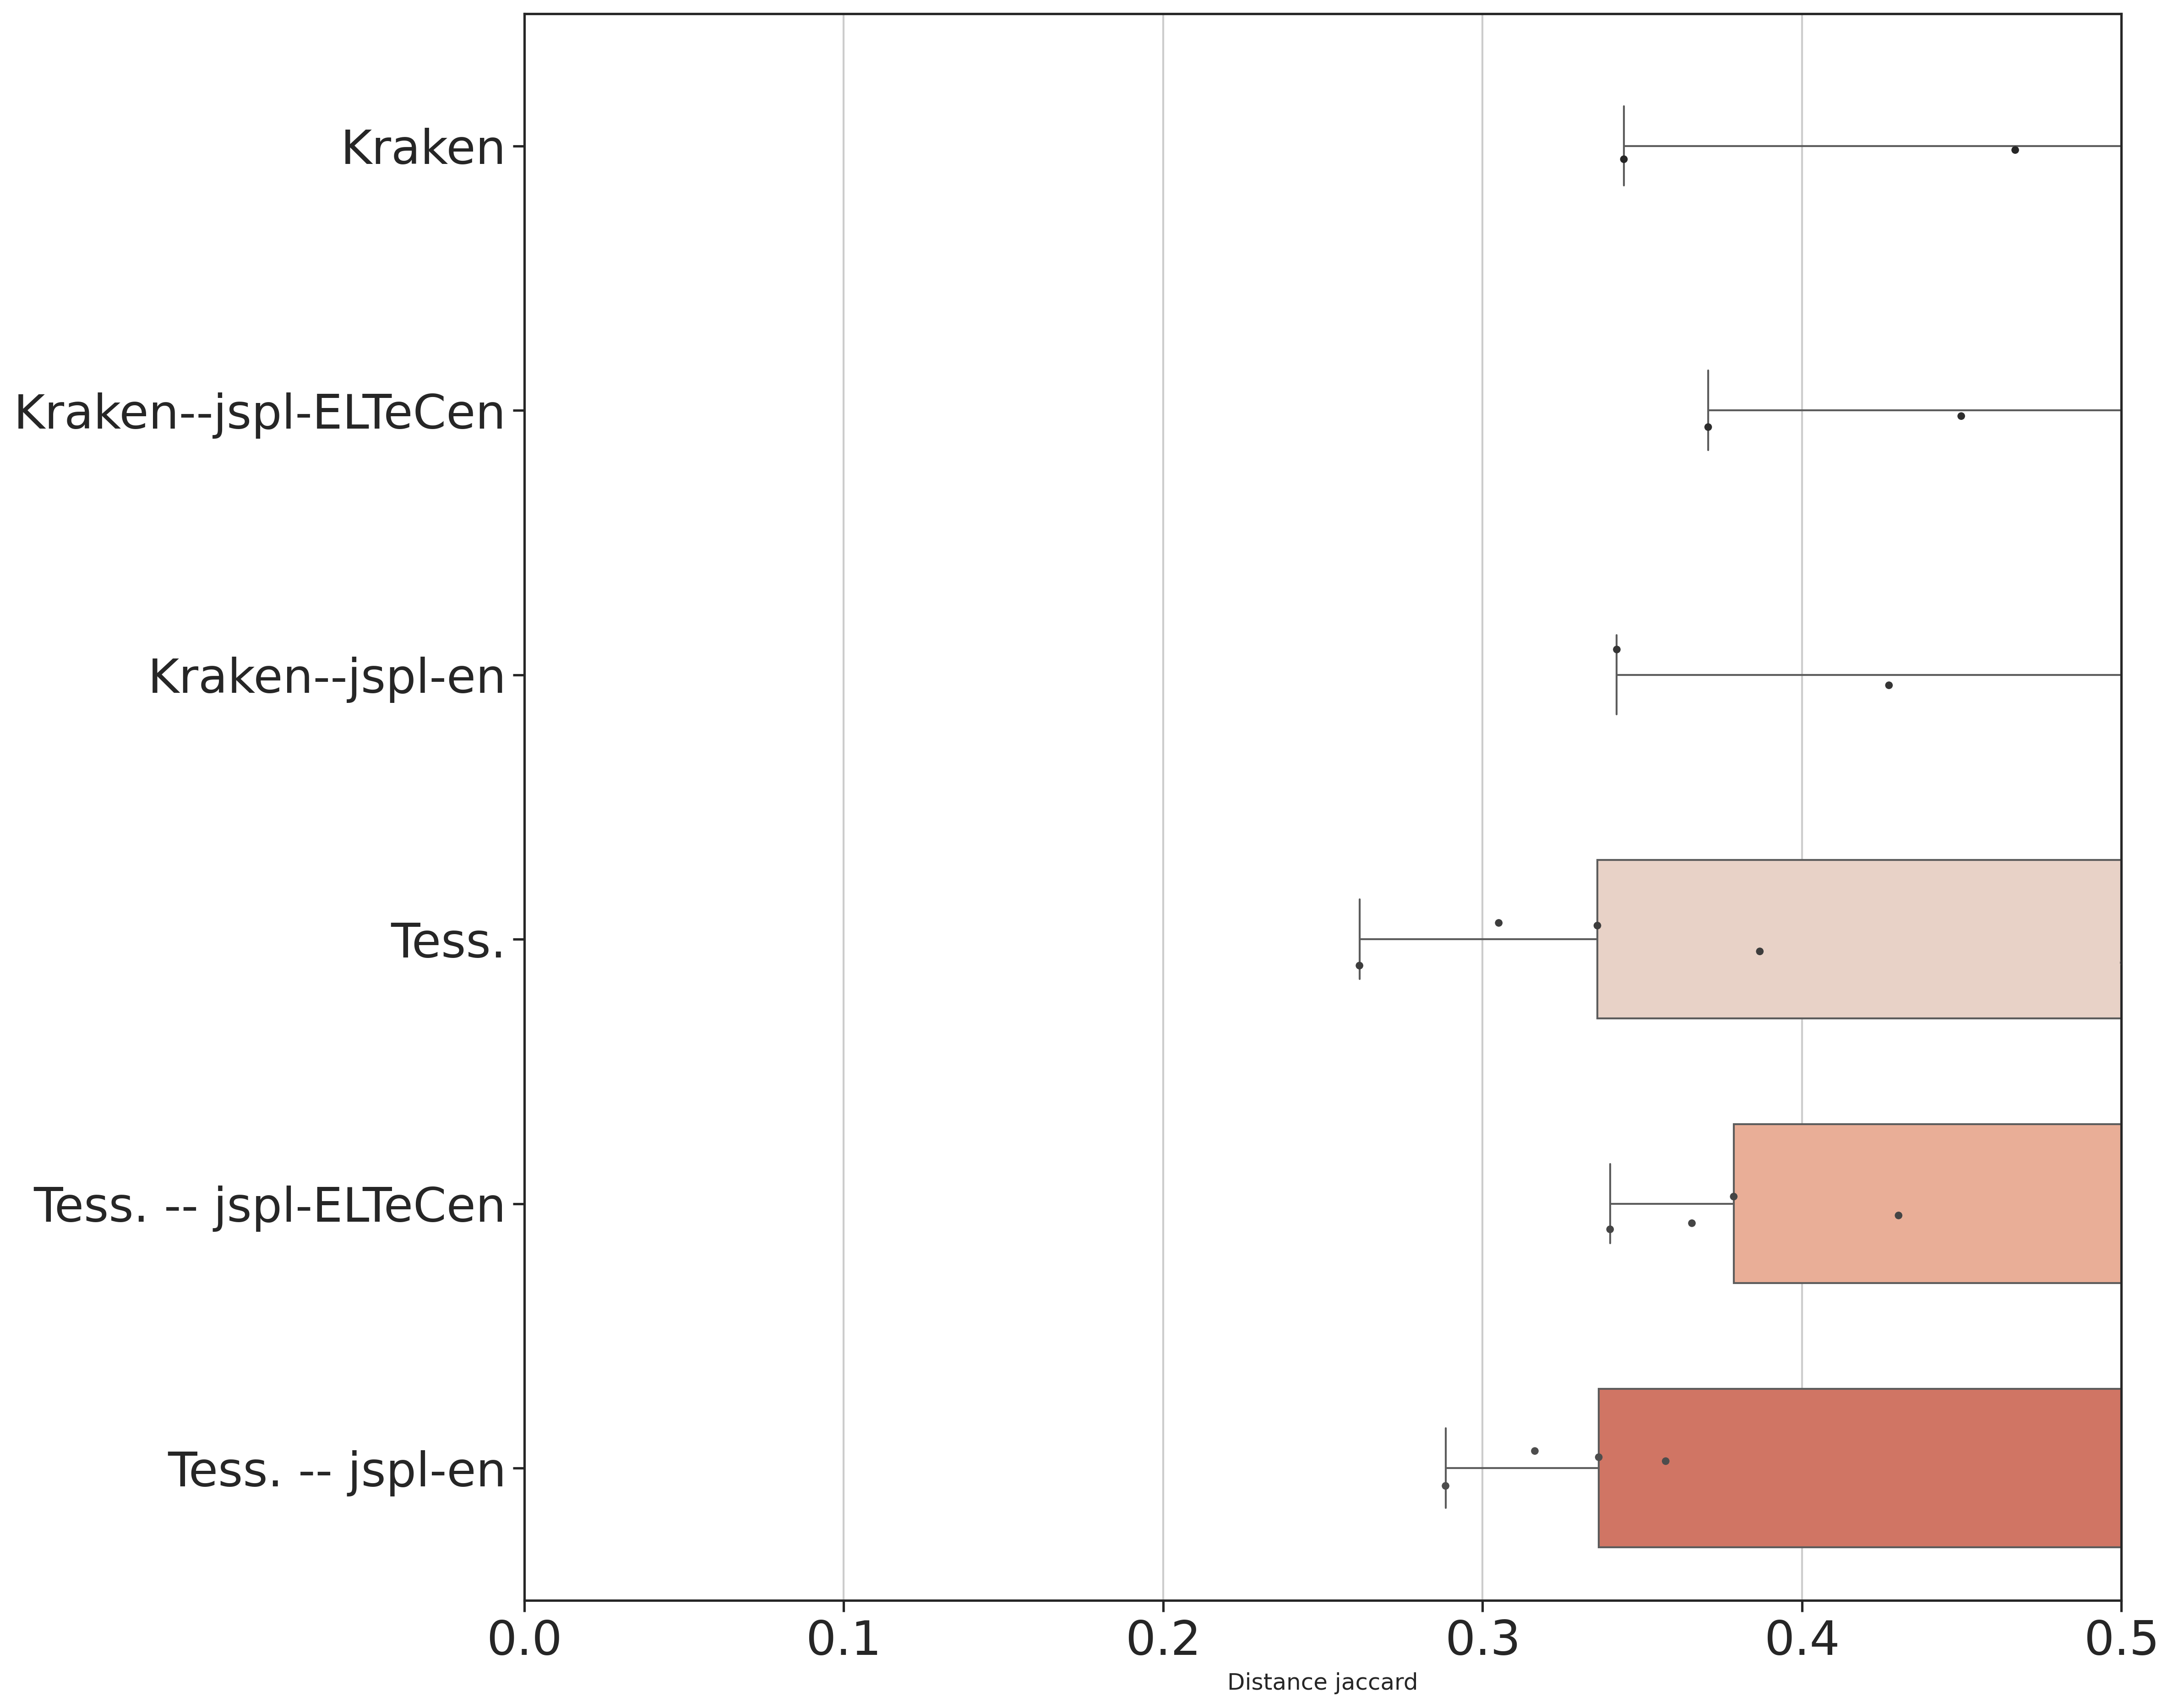 Kraken
Kraken--jspl-ELTeCen
Kraken--jspl-en
Tess.
Tess. -- jspl-ELTeCen
Tess. -- jspl-en
0.0 0.1 0.2 0.3 0.4 0.5
Distance jaccard